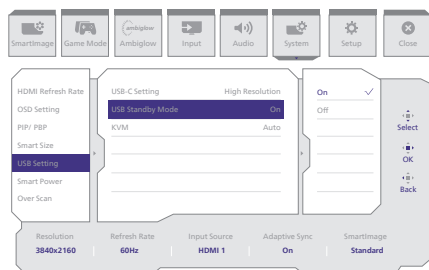 ambiglow
SmartImage Game Mode Ambiglow Input Audio System Setup Close
HDMI Refresh Rate
OSD Setting
PIP/ PBP
Smart Size
USB Setting
Smart Power
Over Scan
USB-C Setting High Resolution
USB Standby Mode On
KVM Auto
On
Off
Select
OK
Back
Resolution Refresh Rate Input Source Adaptive Sync SmartImage
3840x2160 60Hz HDMI 1 On Standard